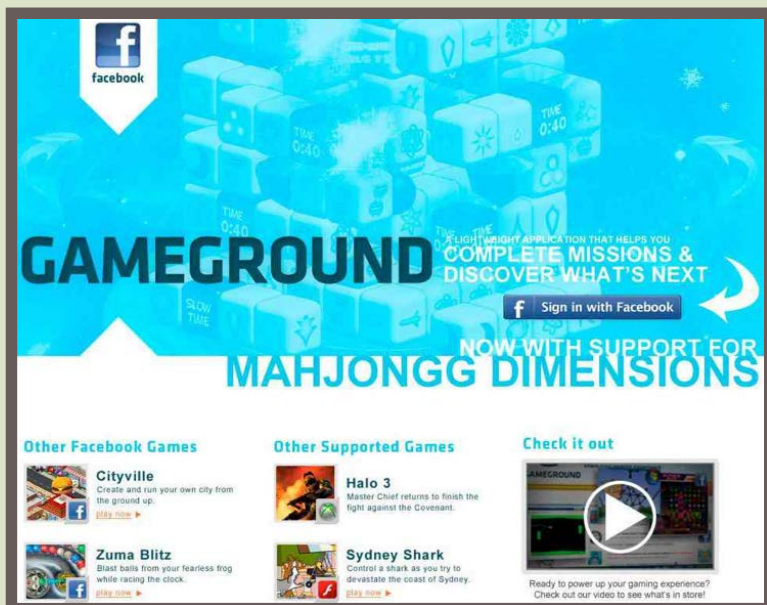 facebook
TIME
0:40
TIME
0:40
TIME
0:40
SLOW
TIME
GAMEGROUND
A LIGHTWEIGHT APPLICATION THAT HELPS YOU
COMPLETE MISSIONS &
DISCOVER WHAT'S NEXT
f Sign in with Facebook
NOW WITH SUPPORT FOR
MAHJONGG DIMENSIONS
Other Facebook Games
Cityville
Create and run your own city from
the ground up.
play now
Zuma Blitz
Blast balls from your fearless frog
while racing the clock.
play now
Other Supported Games
Halo 3
Master Chief returns to finish the
fight against the Covenant.
Sydney Shark
Control a shark as you try to
devastate the coast of Sydney.
play now
Check it out
GAMEGROUND
Ready to power up your gaming experience?
Check out our video to see what's in store!